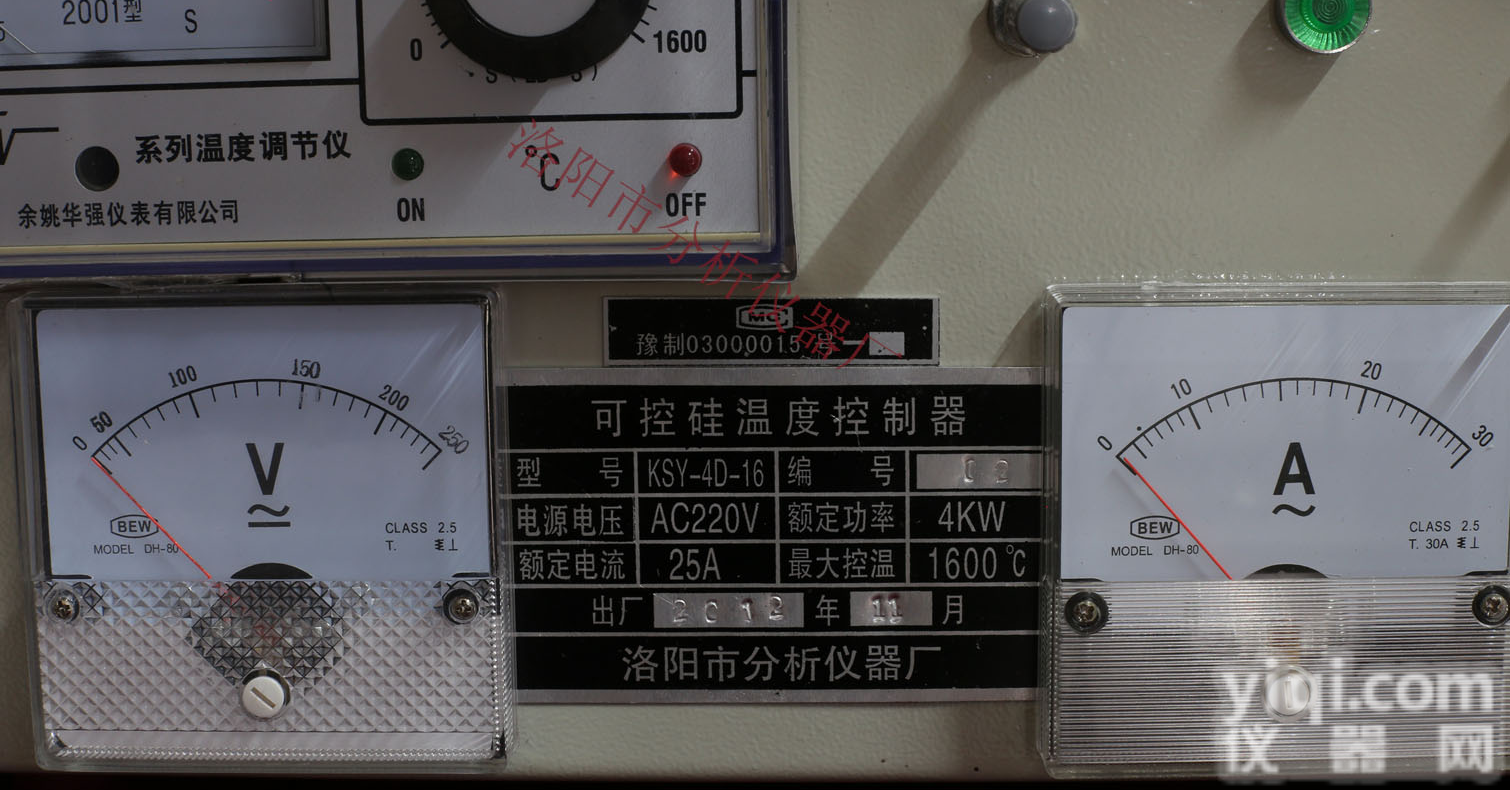 2001型
S
0
1600
系列温度调节仪
℃
余姚华强仪表有限公司
ON
OFF
洛阳市分析仪器厂
MC
豫制03000015号-
0 50 100 150 200 250
V
BEW
MODEL DH-80
CLASS 2.5
T.
可控硅温度控制器
型号 KSY-4D-16 编号 02
电源电压 AC220V 额定功率 4KW
额定电流 25A 最大控温 1600℃
出厂 2012 年 11 月
洛阳市分析仪器厂
0 10 20 30
A
BEW
MODEL DH-80
CLASS 2.5
T. 30A
yiqi.com
仪器网